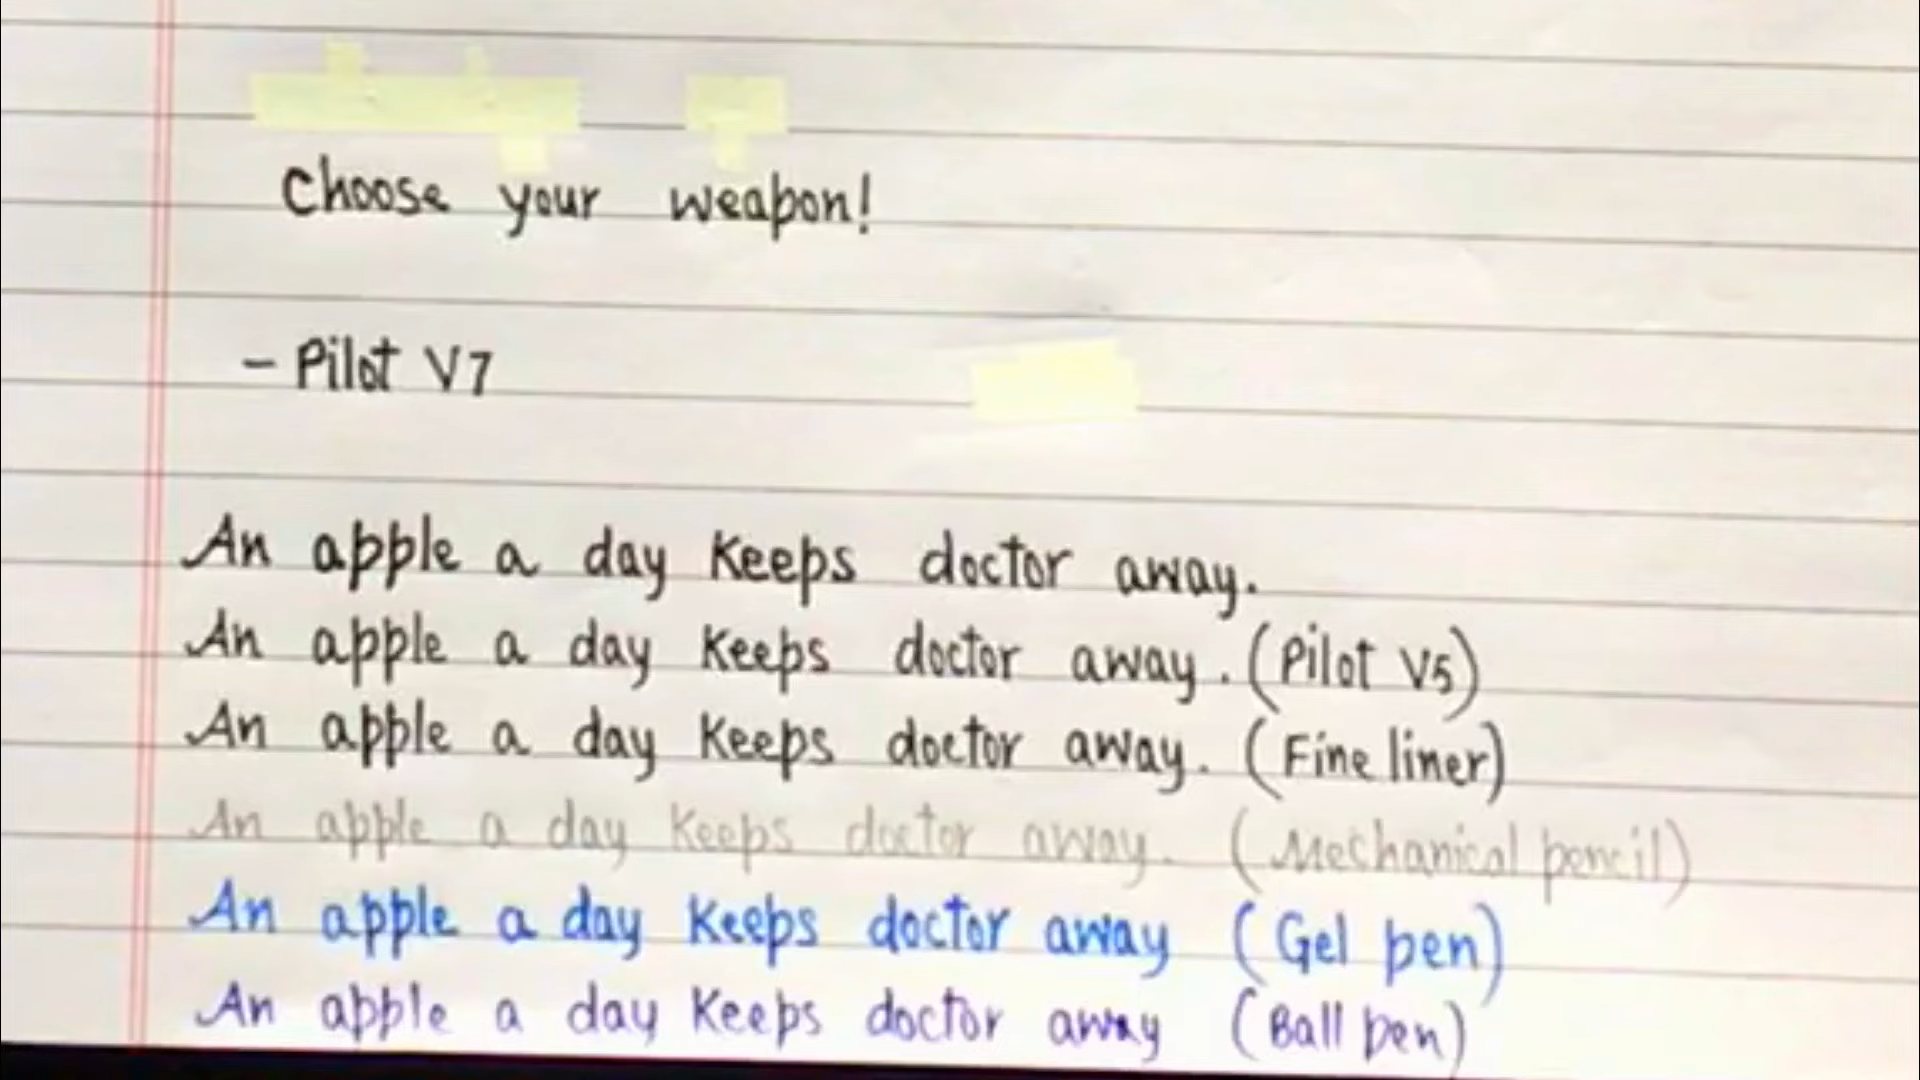 Choose your weapon!
- Pilot V7
An apple a day keeps doctor away.
An apple a day keeps doctor away. (Pilot V5)
An apple a day keeps doctor away. (Fine liner)
An apple a day keeps doctor away. (Mechanical pencil)
An apple a day keeps doctor away (Gel pen)
An apple a day keeps doctor away (Ball pen)